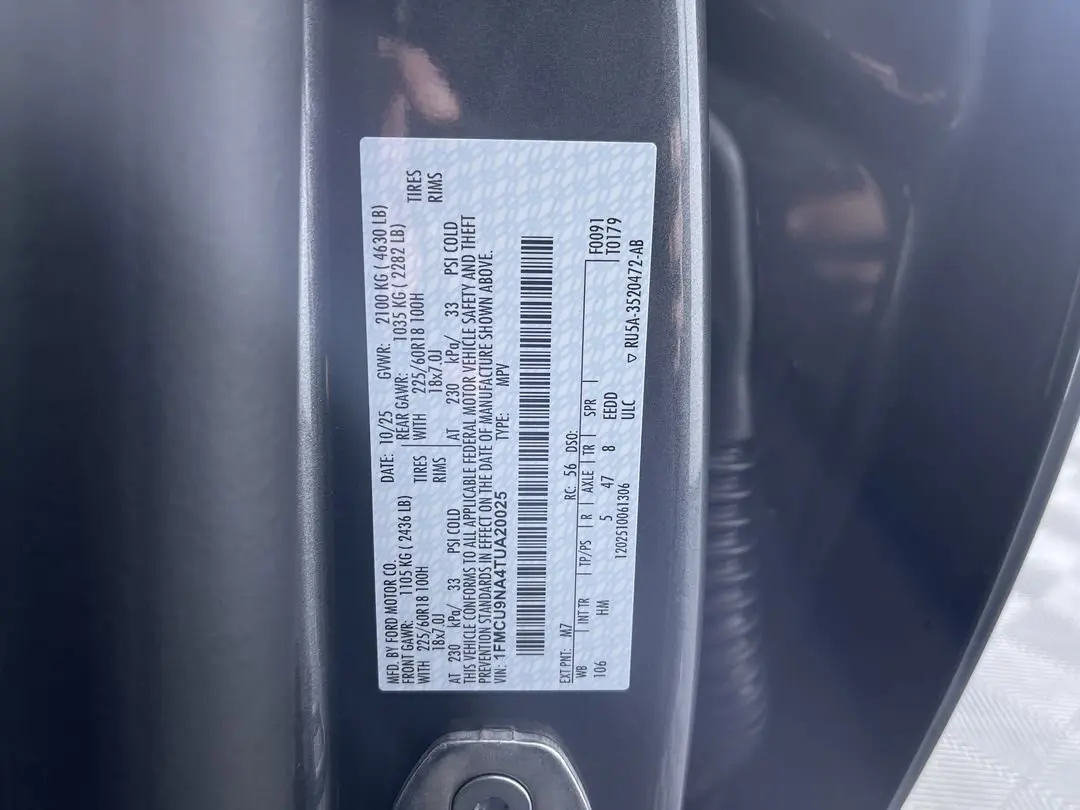 MFD. BY FORD MOTOR CO. DATE: 10/25 GVWR: 2100 KG ( 4630 LB)
FRONT GAWR: 1105 KG ( 2436 LB) REAR GAWR: 1035 KG ( 2282 LB)
WITH 225/60R18 100H TIRES WITH 225/60R18 100H TIRES
18x7.0J RIMS 18x7.0J RIMS
AT 230 kPa/ 33 PSI COLD AT 230 kPa/ 33 PSI COLD
THIS VEHICLE CONFORMS TO ALL APPLICABLE FEDERAL MOTOR VEHICLE SAFETY AND THEFT
PREVENTION STANDARDS IN EFFECT ON THE DATE OF MANUFACTURE SHOWN ABOVE.
VIN: 1FMCU9NA4TUA20025 TYPE: MPV
EXT PNT: M7 RC: 56 DSO: F0091
WB INT TR TP/PS R AXLE TR SPR T0179
106 HM 5 47 8 EEDD
1202510061306 ULC ▽ RU5A-3520472-AB